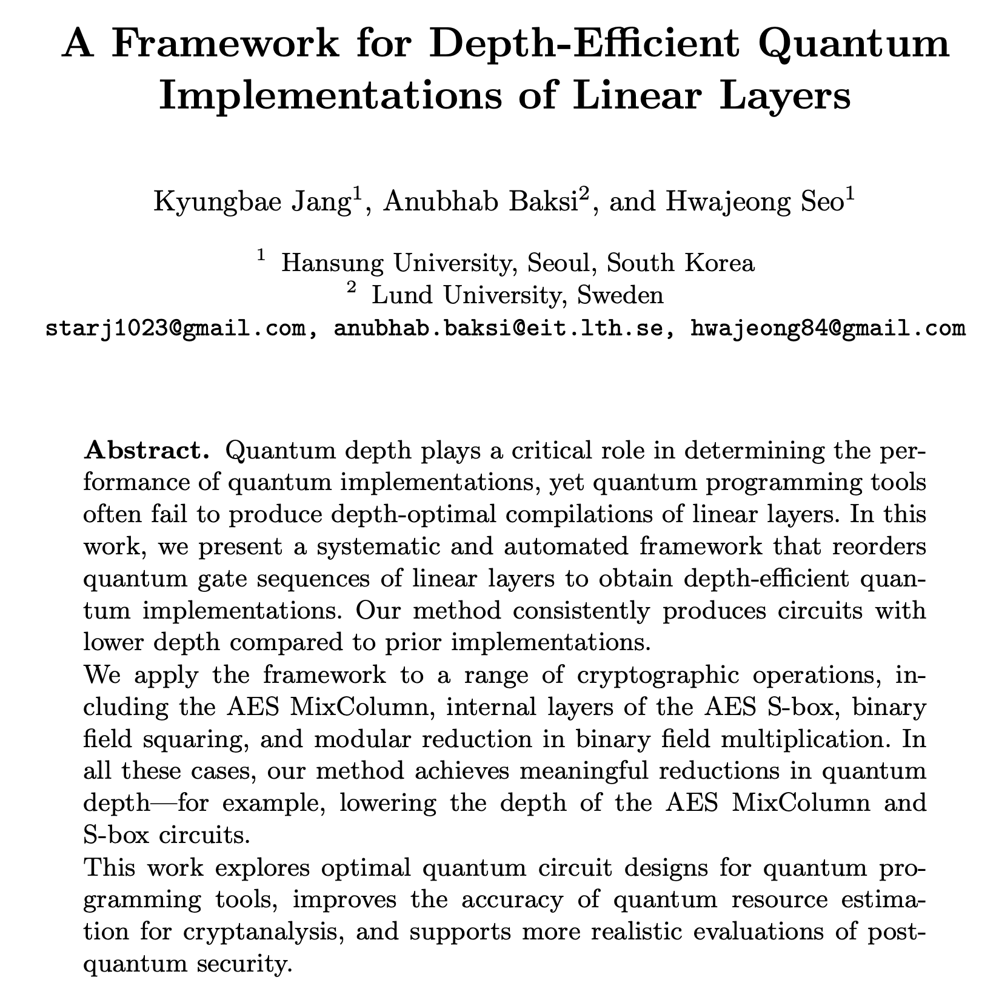 A Framework for Depth-Efficient Quantum
Implementations of Linear Layers
Kyungbae Jang1, Anubhab Baksi2, and Hwajeong Seo1
1 Hansung University, Seoul, South Korea
2 Lund University, Sweden
starj1023@gmail.com, anubhab.baksi@eit.lth.se, hwajeong84@gmail.com
Abstract. Quantum depth plays a critical role in determining the per-
formance of quantum implementations, yet quantum programming tools
often fail to produce depth-optimal compilations of linear layers. In this
work, we present a systematic and automated framework that reorders
quantum gate sequences of linear layers to obtain depth-efficient quan-
tum implementations. Our method consistently produces circuits with
lower depth compared to prior implementations.
We apply the framework to a range of cryptographic operations, in-
cluding the AES MixColumn, internal layers of the AES S-box, binary
field squaring, and modular reduction in binary field multiplication. In
all these cases, our method achieves meaningful reductions in quantum
depth—for example, lowering the depth of the AES MixColumn and
S-box circuits.
This work explores optimal quantum circuit designs for quantum pro-
gramming tools, improves the accuracy of quantum resource estima-
tion for cryptanalysis, and supports more realistic evaluations of post-
quantum security.